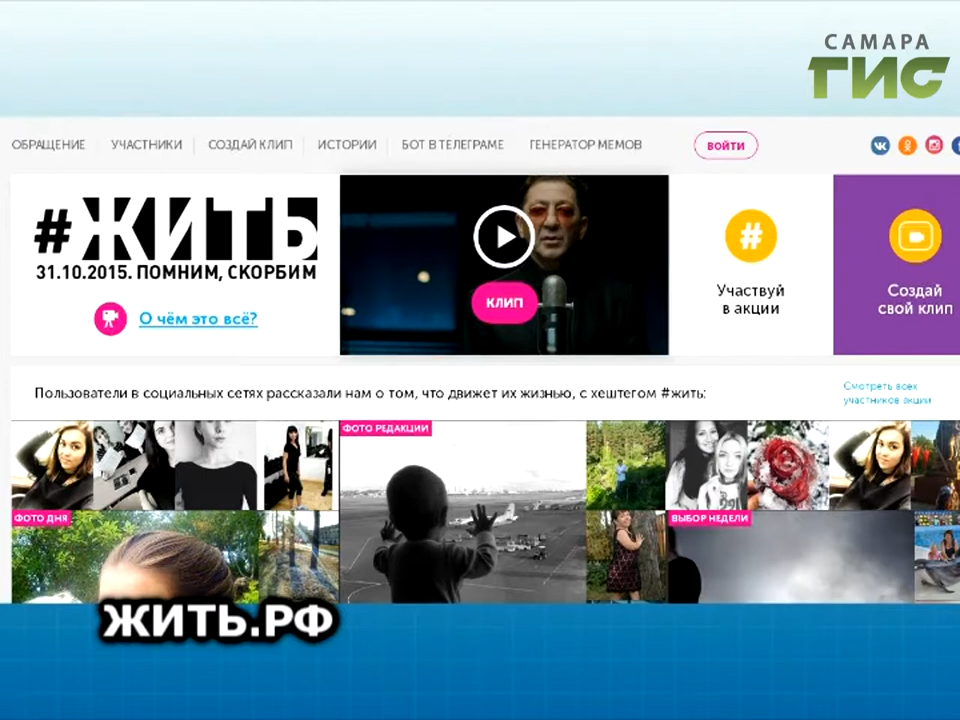 САМАРА
ГИС
ОБРАЩЕНИЕ
УЧАСТНИКИ
СОЗДАЙ КЛИП
ИСТОРИИ
БОТ В ТЕЛЕГРАМЕ
ГЕНЕРАТОР МЕМОВ
ВОЙТИ
#ЖИТЬ
31.10.2015. ПОМНИМ, СКОРБИМ
О чём это всё?
КЛИП
#
Участвуй
в акции
Создай
свой клип
Пользователи в социальных сетях рассказали нам о том, что движет их жизнью, с хештегом #жить:
Смотреть всех
участников акции
ФОТО РЕДАКЦИИ
ФОТО ДНЯ
ВЫБОР НЕДЕЛИ
ЖИТЬ.РФ